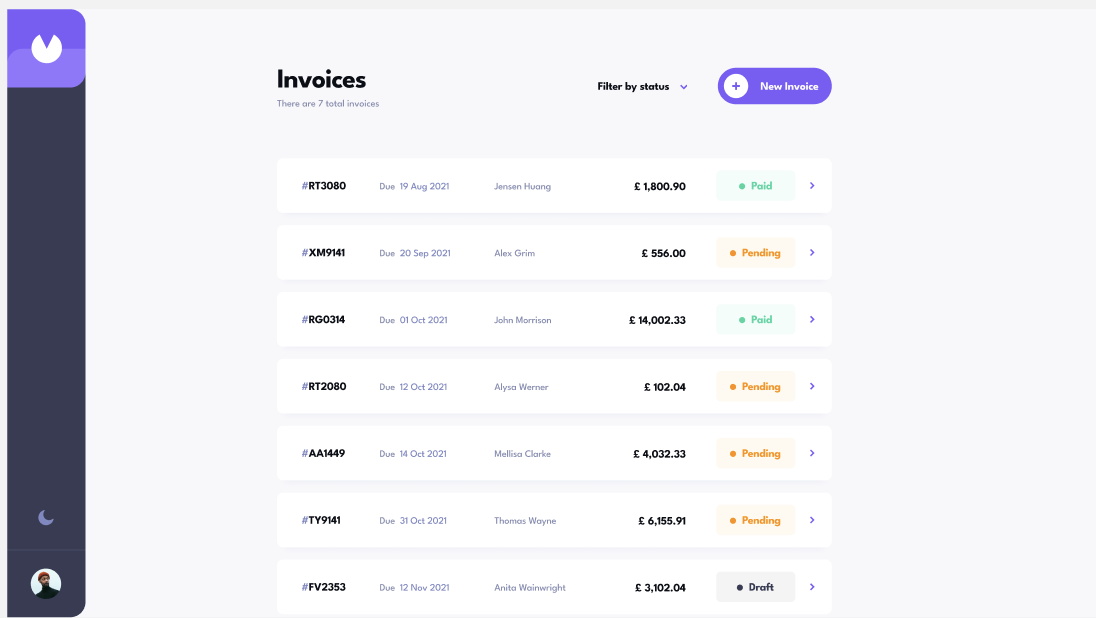 Invoices
There are 7 total invoices
Filter by status
+ New Invoice
#RT3080 Due 19 Aug 2021 Jensen Huang £ 1,800.90 Paid
#XM9141 Due 20 Sep 2021 Alex Grim £ 556.00 Pending
#RG0314 Due 01 Oct 2021 John Morrison £ 14,002.33 Paid
#RT2080 Due 12 Oct 2021 Alysa Werner £ 102.04 Pending
#AA1449 Due 14 Oct 2021 Mellisa Clarke £ 4,032.33 Pending
#TY9141 Due 31 Oct 2021 Thomas Wayne £ 6,155.91 Pending
#FV2353 Due 12 Nov 2021 Anita Wainwright £ 3,102.04 Draft